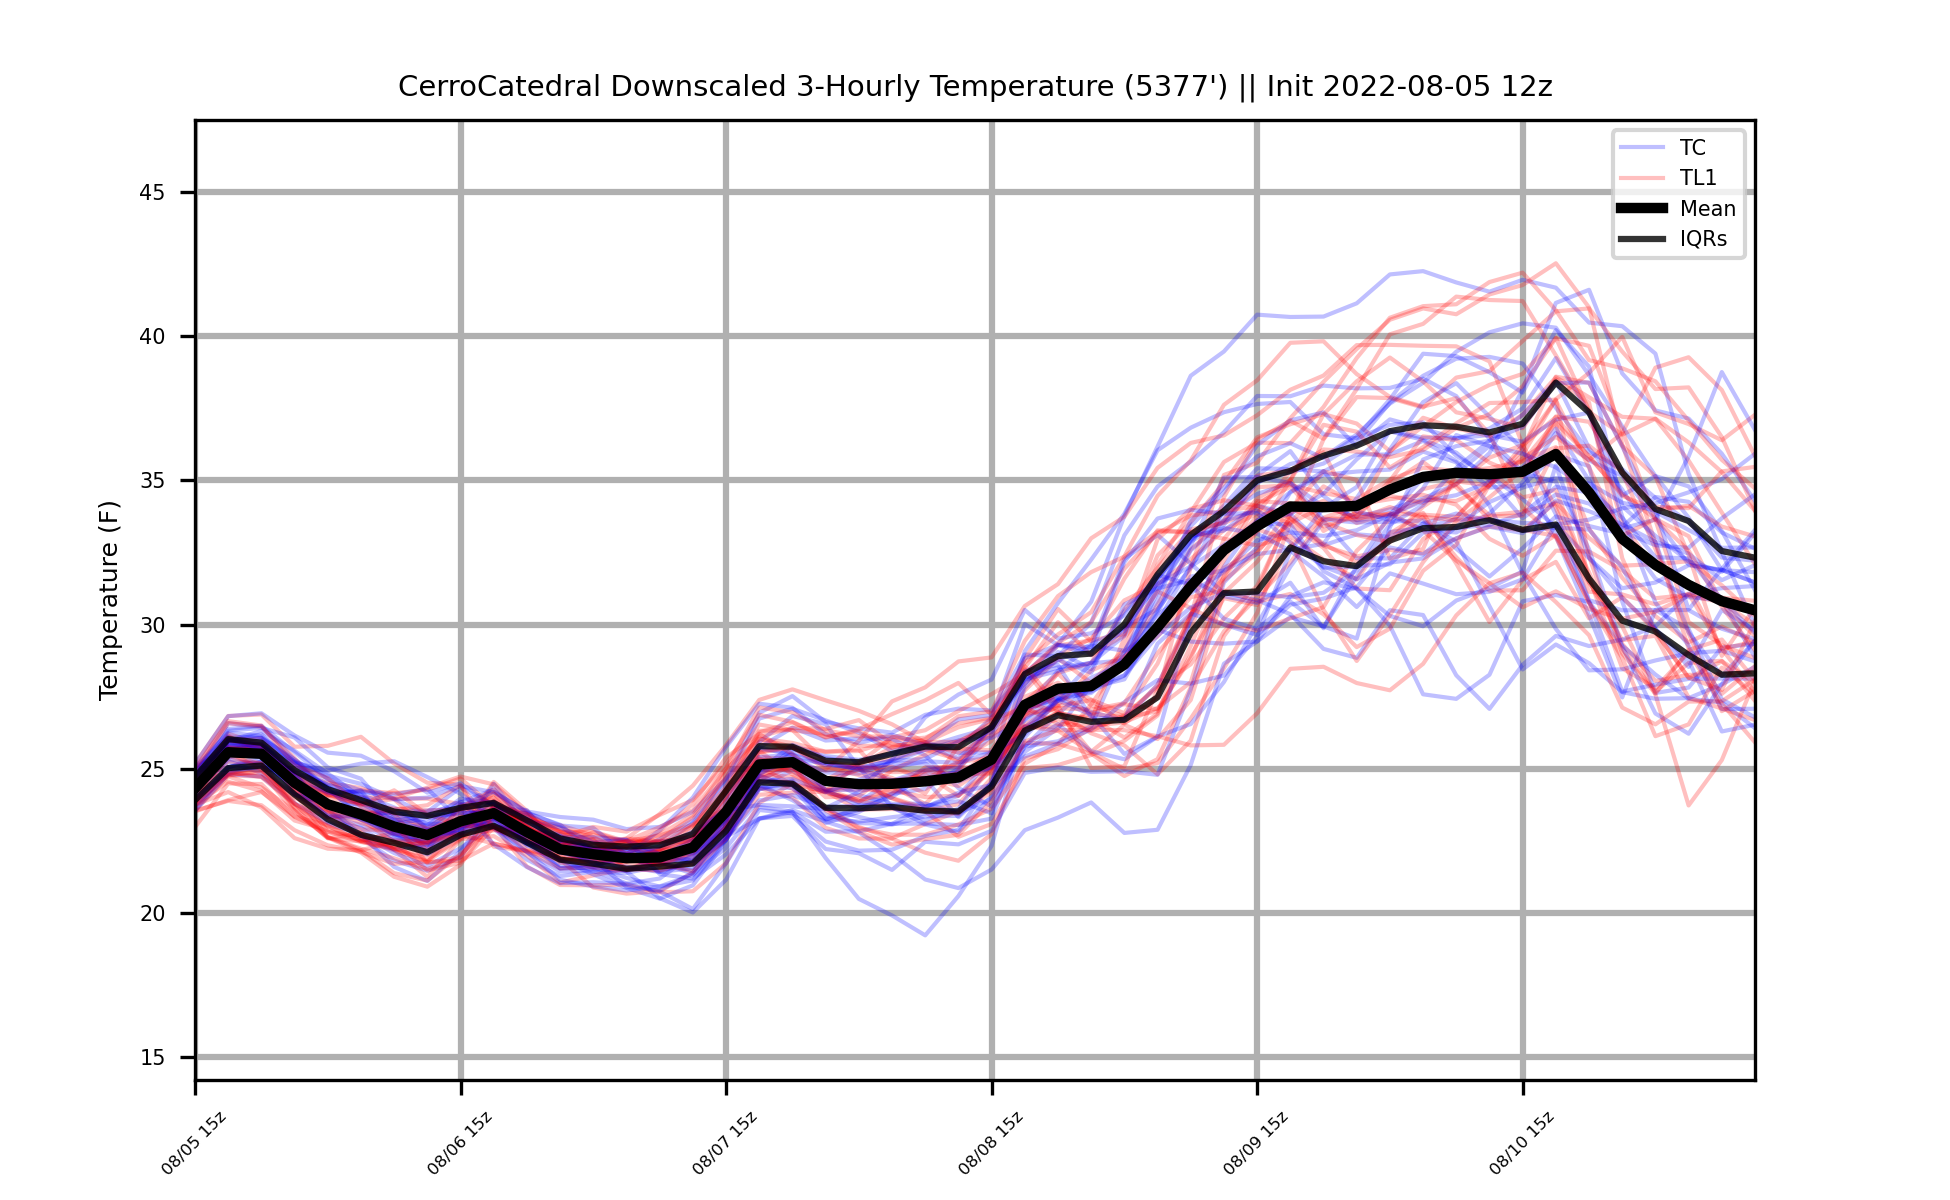 CerroCatedral Downscaled 3-Hourly Temperature (5377') || Init 2022-08-05 12z
TC
TL1
Mean
IQRs
Temperature (F)
45
40
35
30
25
20
15
08/05 15z
08/06 15z
08/07 15z
08/08 15z
08/09 15z
08/10 15z